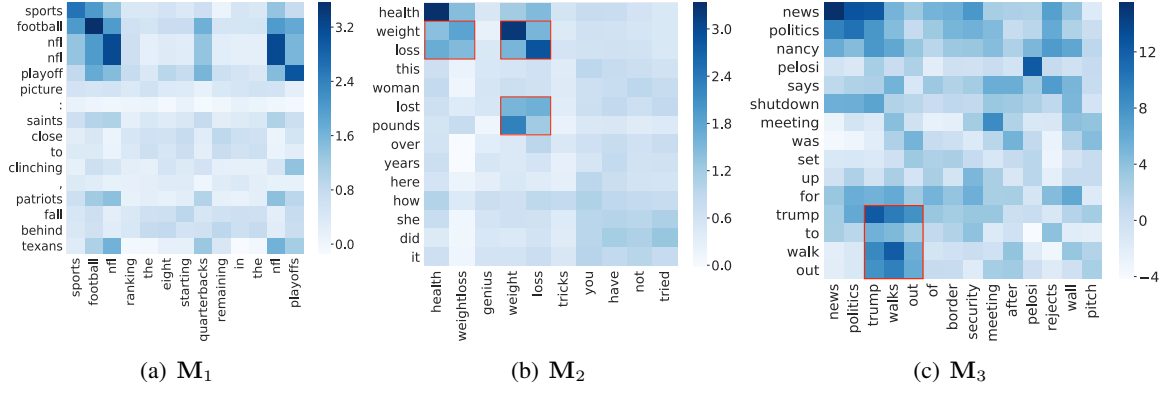 sports
football
nfl
nfl
playoff
picture
:
saints
close
to
clinching
,
patriots
fall
behind
texans
sports
football
nfl
ranking
the
eight
starting
quarterbacks
remaining
in
the
nfl
playoffs
3.2
2.4
1.6
0.8
0.0
(a) M1
health
weight
loss
this
woman
lost
pounds
over
years
here
how
she
did
it
health
weightloss
genius
weight
loss
tricks
you
have
not
tried
3.0
2.4
1.8
1.2
0.6
0.0
(b) M2
news
politics
nancy
pelosi
says
shutdown
meeting
was
set
up
for
trump
to
walk
out
news
politics
trump
walks
out
of
border
security
meeting
after
pelosi
rejects
wall
pitch
12
8
4
0
−4
(c) M3